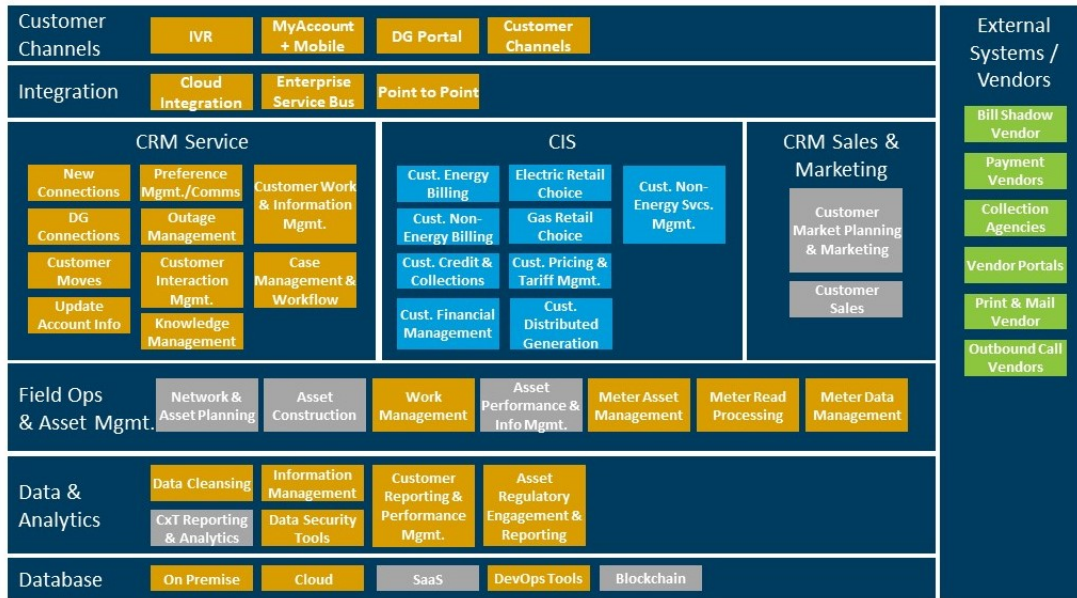 Customer
Channels
IVR
MyAccount
+ Mobile
DG Portal
Customer
Channels
Integration
Cloud
Integration
Enterprise
Service Bus
Point to Point
CRM Service
New
Connections
Preference
Mgmt./Comms
Customer Work
& Information
Mgmt.
DG
Connections
Outage
Management
Customer
Moves
Customer
Interaction
Mgmt.
Case
Management &
Workflow
Update
Account Info
Knowledge
Management
CIS
Cust. Energy
Billing
Electric Retail
Choice
Cust. Non-
Energy Svcs.
Mgmt.
Cust. Non-
Energy Billing
Gas Retail
Choice
Cust. Credit &
Collections
Cust. Pricing &
Tariff Mgmt.
Cust. Financial
Management
Cust.
Distributed
Generation
CRM Sales &
Marketing
Customer
Market Planning
& Marketing
Customer
Sales
Field Ops
& Asset Mgmt.
Network &
Asset Planning
Asset
Construction
Work
Management
Asset
Performance &
Info Mgmt.
Meter Asset
Management
Meter Read
Processing
Meter Data
Management
Data &
Analytics
Data Cleansing
Information
Management
Customer
Reporting &
Performance
Mgmt.
Asset
Regulatory
Engagement &
Reporting
CxT Reporting
& Analytics
Data Security
Tools
Database
On Premise
Cloud
SaaS
DevOps Tools
Blockchain
External
Systems /
Vendors
Bill Shadow
Vendor
Payment
Vendors
Collection
Agencies
Vendor Portals
Print & Mail
Vendor
Outbound Call
Vendors